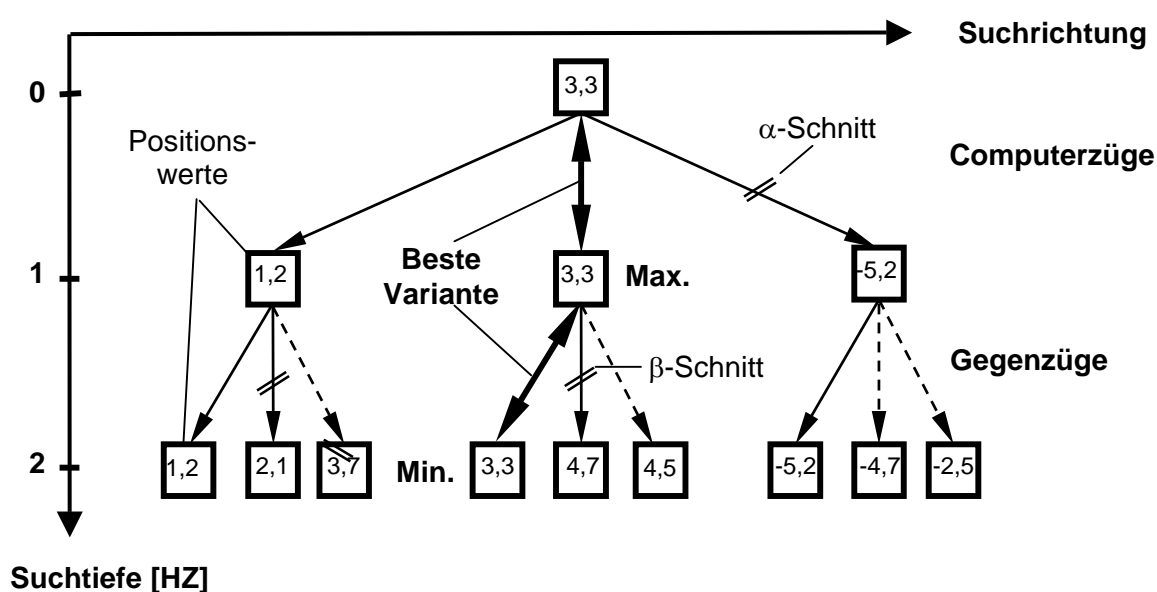 Suchrichtung
0
3,3
α-Schnitt
Positions-
werte
Computerzüge
1
1,2
Beste
Variante
3,3
Max.
-5,2
Gegenzüge
β-Schnitt
2
1,2
2,1
3,7
Min.
3,3
4,7
4,5
-5,2
-4,7
-2,5
Suchtiefe [HZ]